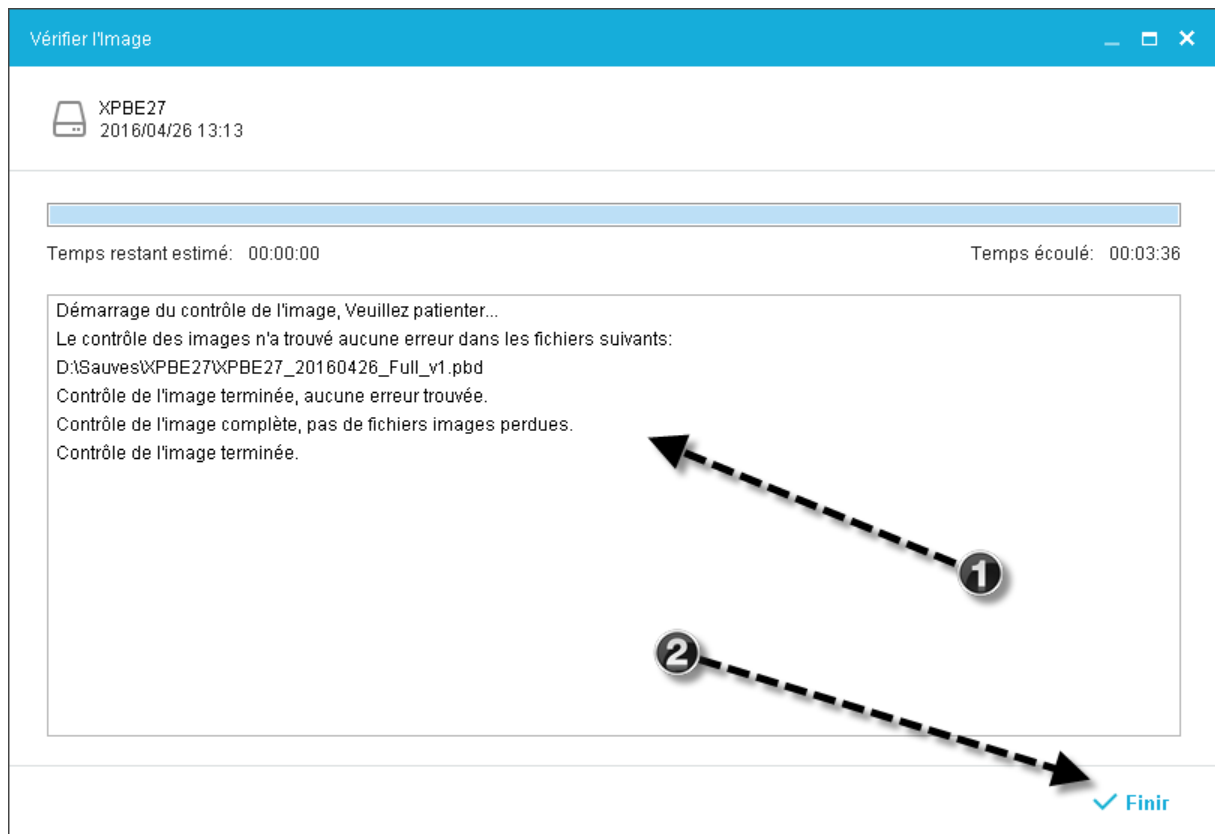 Vérifier l'Image
XPBE27
2016/04/26 13:13
Temps restant estimé: 00:00:00
Temps écoulé: 00:03:36
Démarrage du contrôle de l'image, Veuillez patienter...
Le contrôle des images n'a trouvé aucune erreur dans les fichiers suivants:
D:\Sauves\XPBE27\XPBE27_20160426_Full_v1.pbd
Contrôle de l'image terminée, aucune erreur trouvée.
Contrôle de l'image complète, pas de fichiers images perdues.
Contrôle de l'image terminée.
1
2
Finir